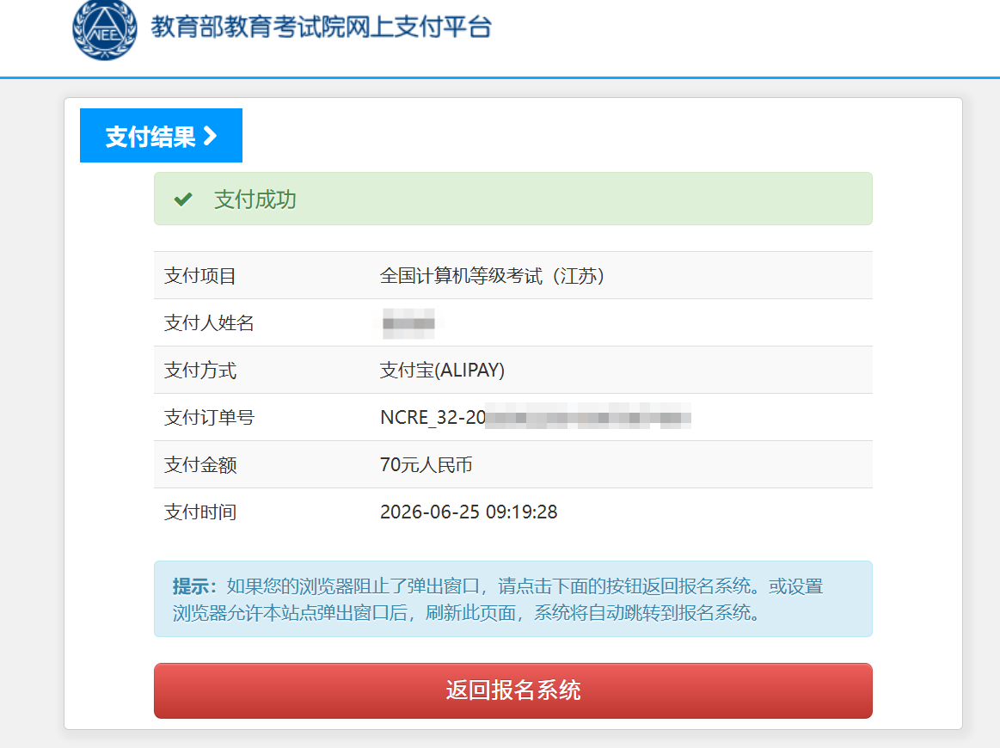 NEE
教育部教育考试院网上支付平台
支付结果
支付成功
支付项目 全国计算机等级考试（江苏）
支付人姓名
支付方式 支付宝(ALIPAY)
支付订单号 NCRE_32-20
支付金额 70元人民币
支付时间 2026-06-25 09:19:28
提示：如果您的浏览器阻止了弹出窗口，请点击下面的按钮返回报名系统。或设置
浏览器允许本站点弹出窗口后，刷新此页面，系统将自动跳转到报名系统。
返回报名系统